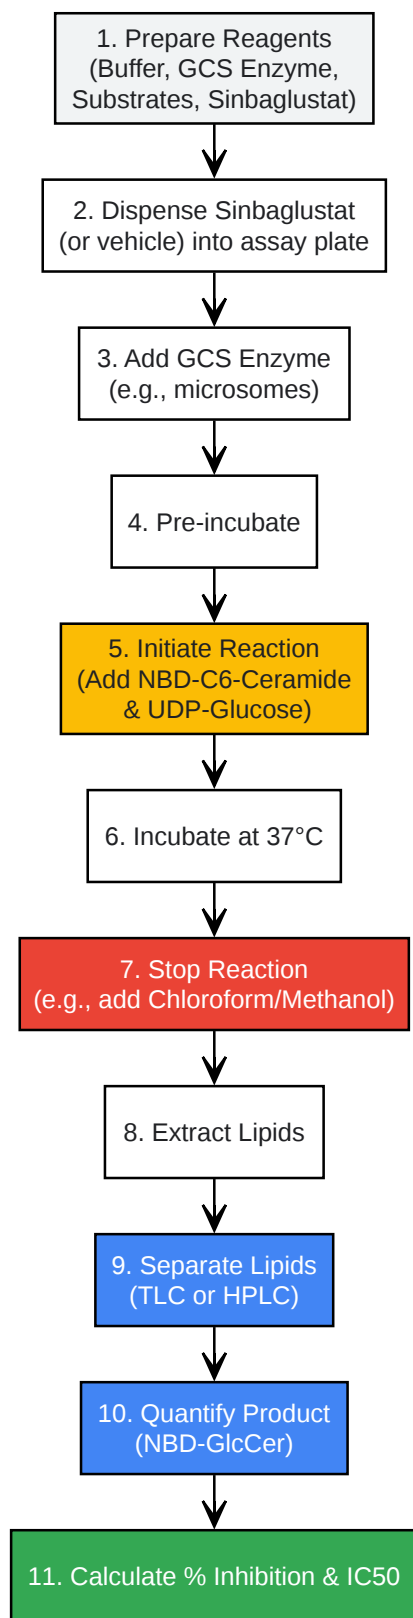 1. Prepare Reagents
(Buffer, GCS Enzyme,
Substrates, Sinbaglustat)
2. Dispense Sinbaglustat
(or vehicle) into assay plate
3. Add GCS Enzyme
(e.g., microsomes)
4. Pre-incubate
5. Initiate Reaction
(Add NBD-C6-Ceramide
& UDP-Glucose)
6. Incubate at 37°C
7. Stop Reaction
(e.g., add Chloroform/Methanol)
8. Extract Lipids
9. Separate Lipids
(TLC or HPLC)
10. Quantify Product
(NBD-GlcCer)
11. Calculate % Inhibition & IC50